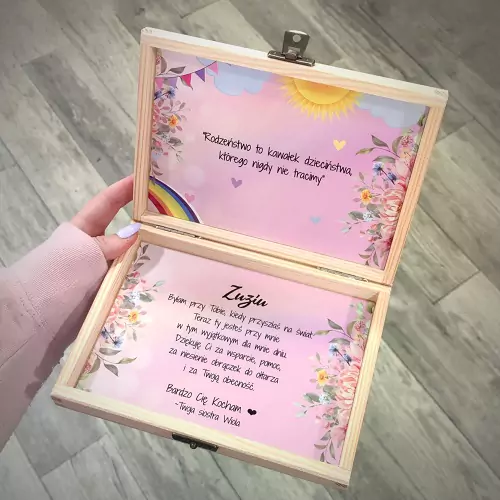 "Rodzeństwo to kawałek dzieciństwa,
którego nigdy nie tracimy"
Zuziu
Byłam przy Tobie, kiedy przyszłaś na świat.
Teraz ty jesteś przy mnie
w tym wyjątkowym dla mnie dniu.
Dziękuję Ci za wsparcie, pomoc,
za niesienie obrączek do ołtarza
i za Twoją obecność.
Bardzo Cię Kocham
-Twoja siostra Wiola